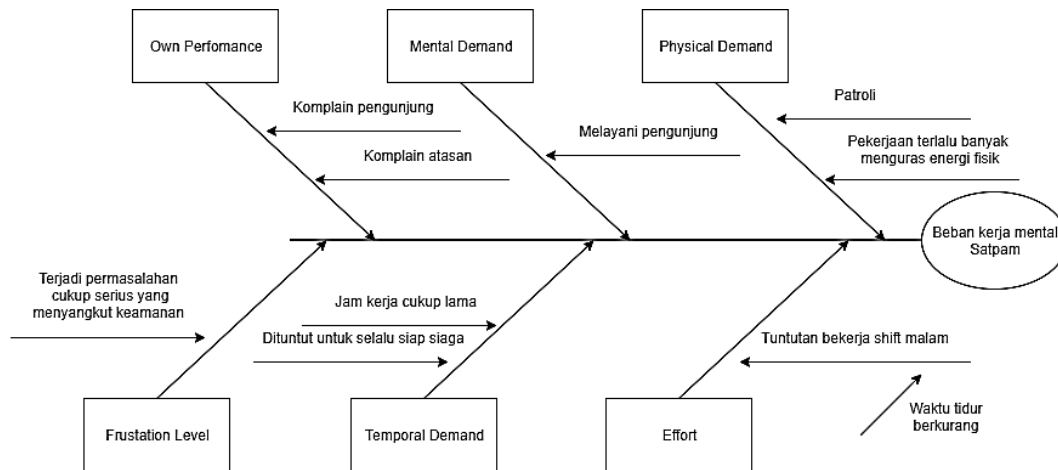 Own Perfomance
Mental Demand
Physical Demand
Komplain pengunjung
Komplain atasan
Melayani pengunjung
Patroli
Pekerjaan terlalu banyak
menguras energi fisik
Beban kerja mental
Satpam
Terjadi permasalahan
cukup serius yang
menyangkut keamanan
Jam kerja cukup lama
Dituntut untuk selalu siap siaga
Tuntutan bekerja shift malam
Waktu tidur
berkurang
Frustation Level
Temporal Demand
Effort